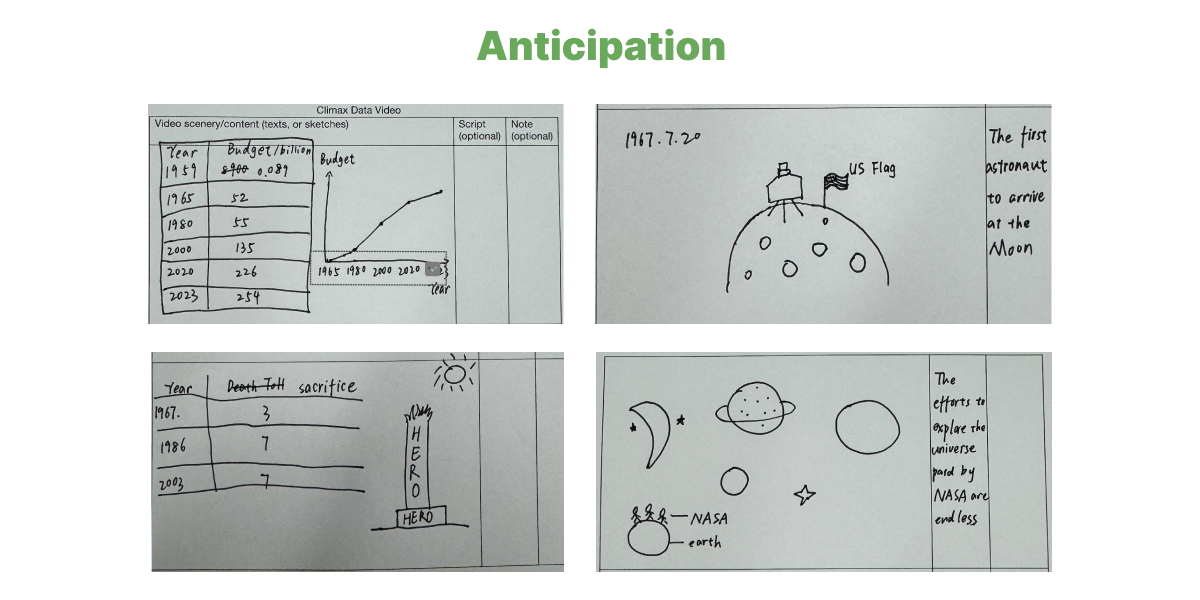 Anticipation
Climax Data Video
Video scenery/content (texts, or sketches)
Script (optional)
Note (optional)
Year Budget/billion
1959 8900 0.089
1965 52
1980 55
2000 135
2020 226
2023 254
Budget
1965 1980 2000 2020
Year
1967.7.20
US Flag
The first
astronaut
to arrive
at the
Moon
Year Death Toll sacrifice
1967. 3
1986 7
2003 7
H
E
R
O
HERO
NASA
earth
The
efforts to
explore the
universe
paid by
NASA are
endless